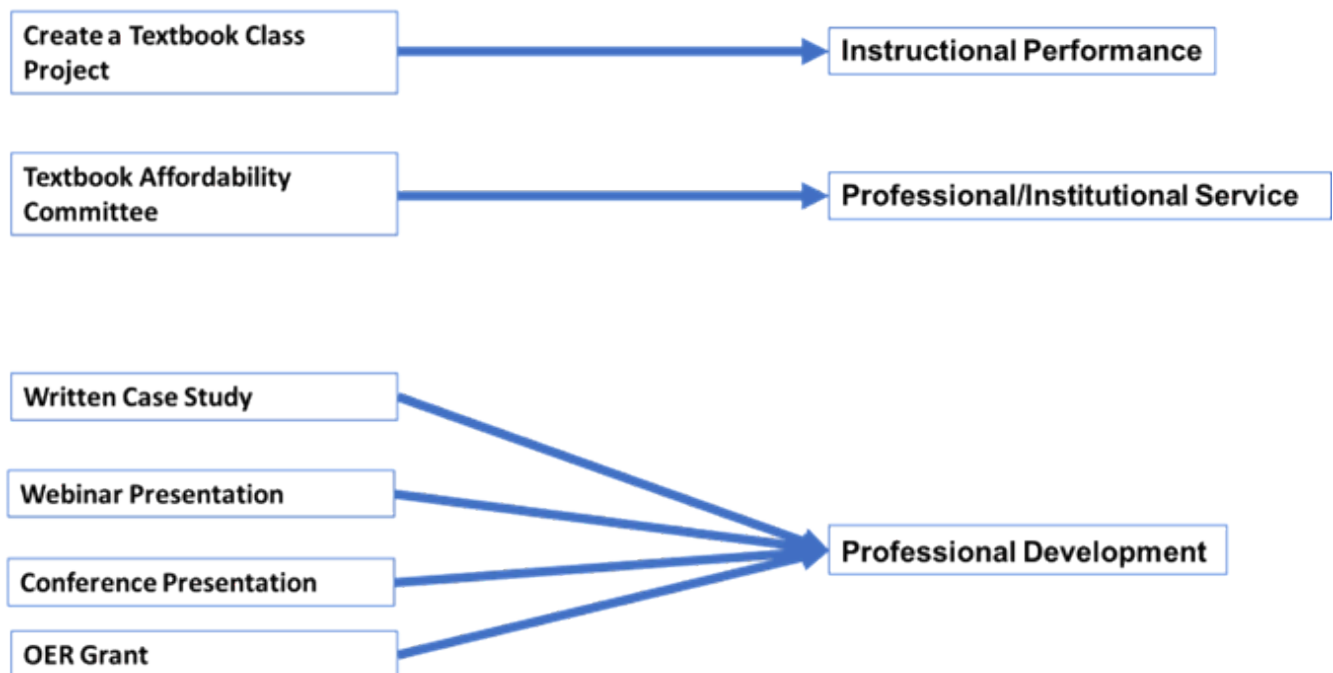 Create a Textbook Class
Project
Instructional Performance
Textbook Affordability
Committee
Professional/Institutional Service
Written Case Study
Webinar Presentation
Professional Development
Conference Presentation
OER Grant